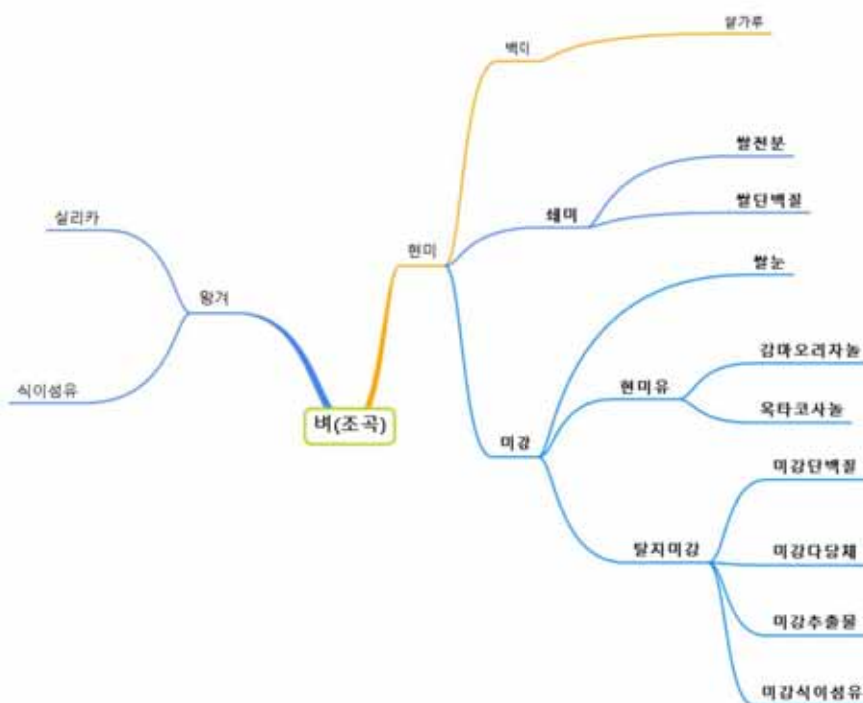 쌀가루
백미
쌀전분
쌀단백질
쇄미
실리카
현미
쌀눈
왕겨
감마오리자놀
현미유
식이섬유
옥타코사놀
벼(조곡)
미강
미강단백질
탈지미강
미강다당체
미강추출물
미강식이섬유